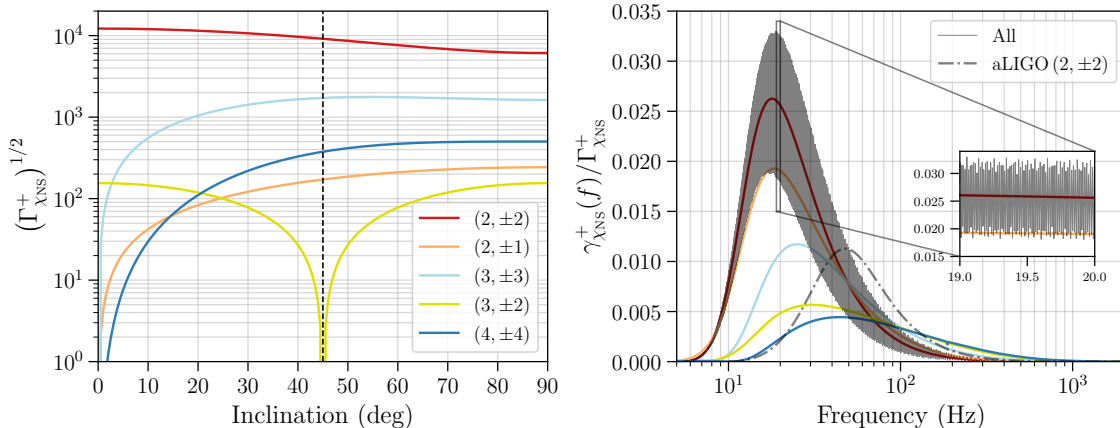 10^4
10^3
10^2
10^1
10^0
(Γ^+_{χ_NS})^{1/2}
(2, ±2)
(2, ±1)
(3, ±3)
(3, ±2)
(4, ±4)
0 10 20 30 40 50 60 70 80 90
Inclination (deg)
0.035
0.030
0.025
0.020
0.015
0.010
0.005
0.000
γ^+_{χ_NS}(f)/Γ^+_{χ_NS}
All
aLIGO (2, ±2)
0.030
0.025
0.020
0.015
19.0 19.5 20.0
10^1 10^2 10^3
Frequency (Hz)